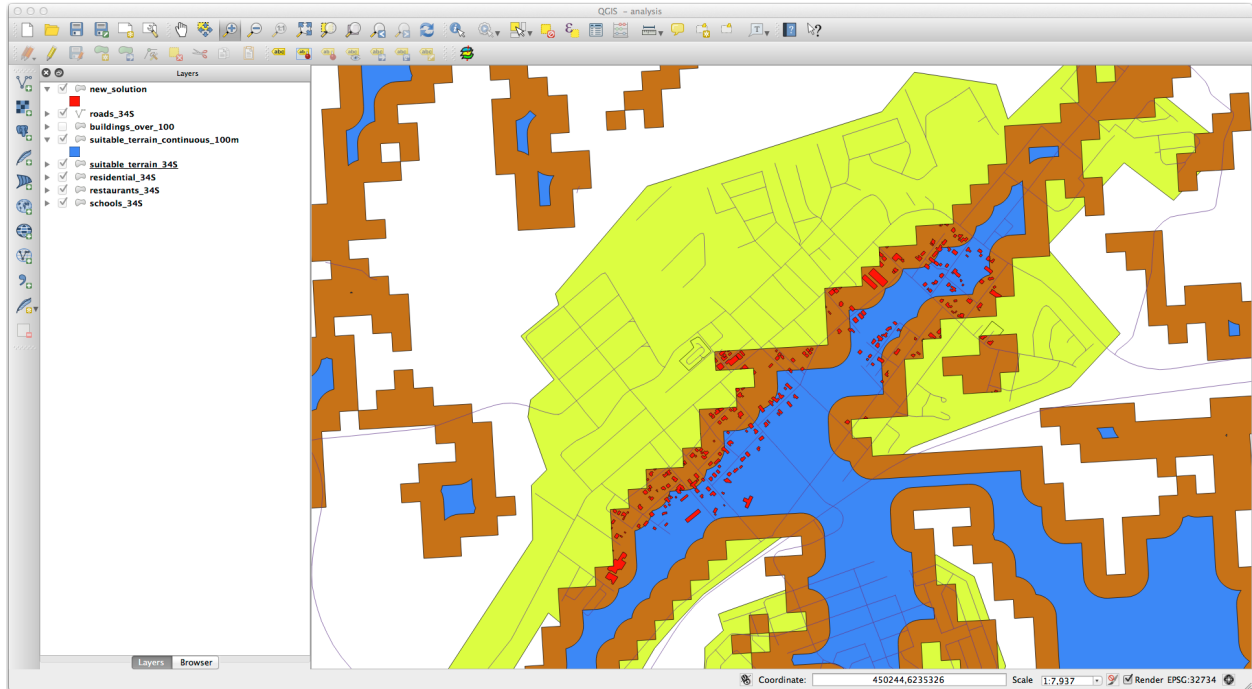 QGIS - analysis
Layers
new_solution
roads_34S
buildings_over_100
suitable_terrain_continuous_100m
suitable_terrain_34S
residential_34S
restaurants_34S
schools_34S
Layers
Browser
Coordinate:
450244,6235326
Scale
1:7,937
Render
EPSG:32734